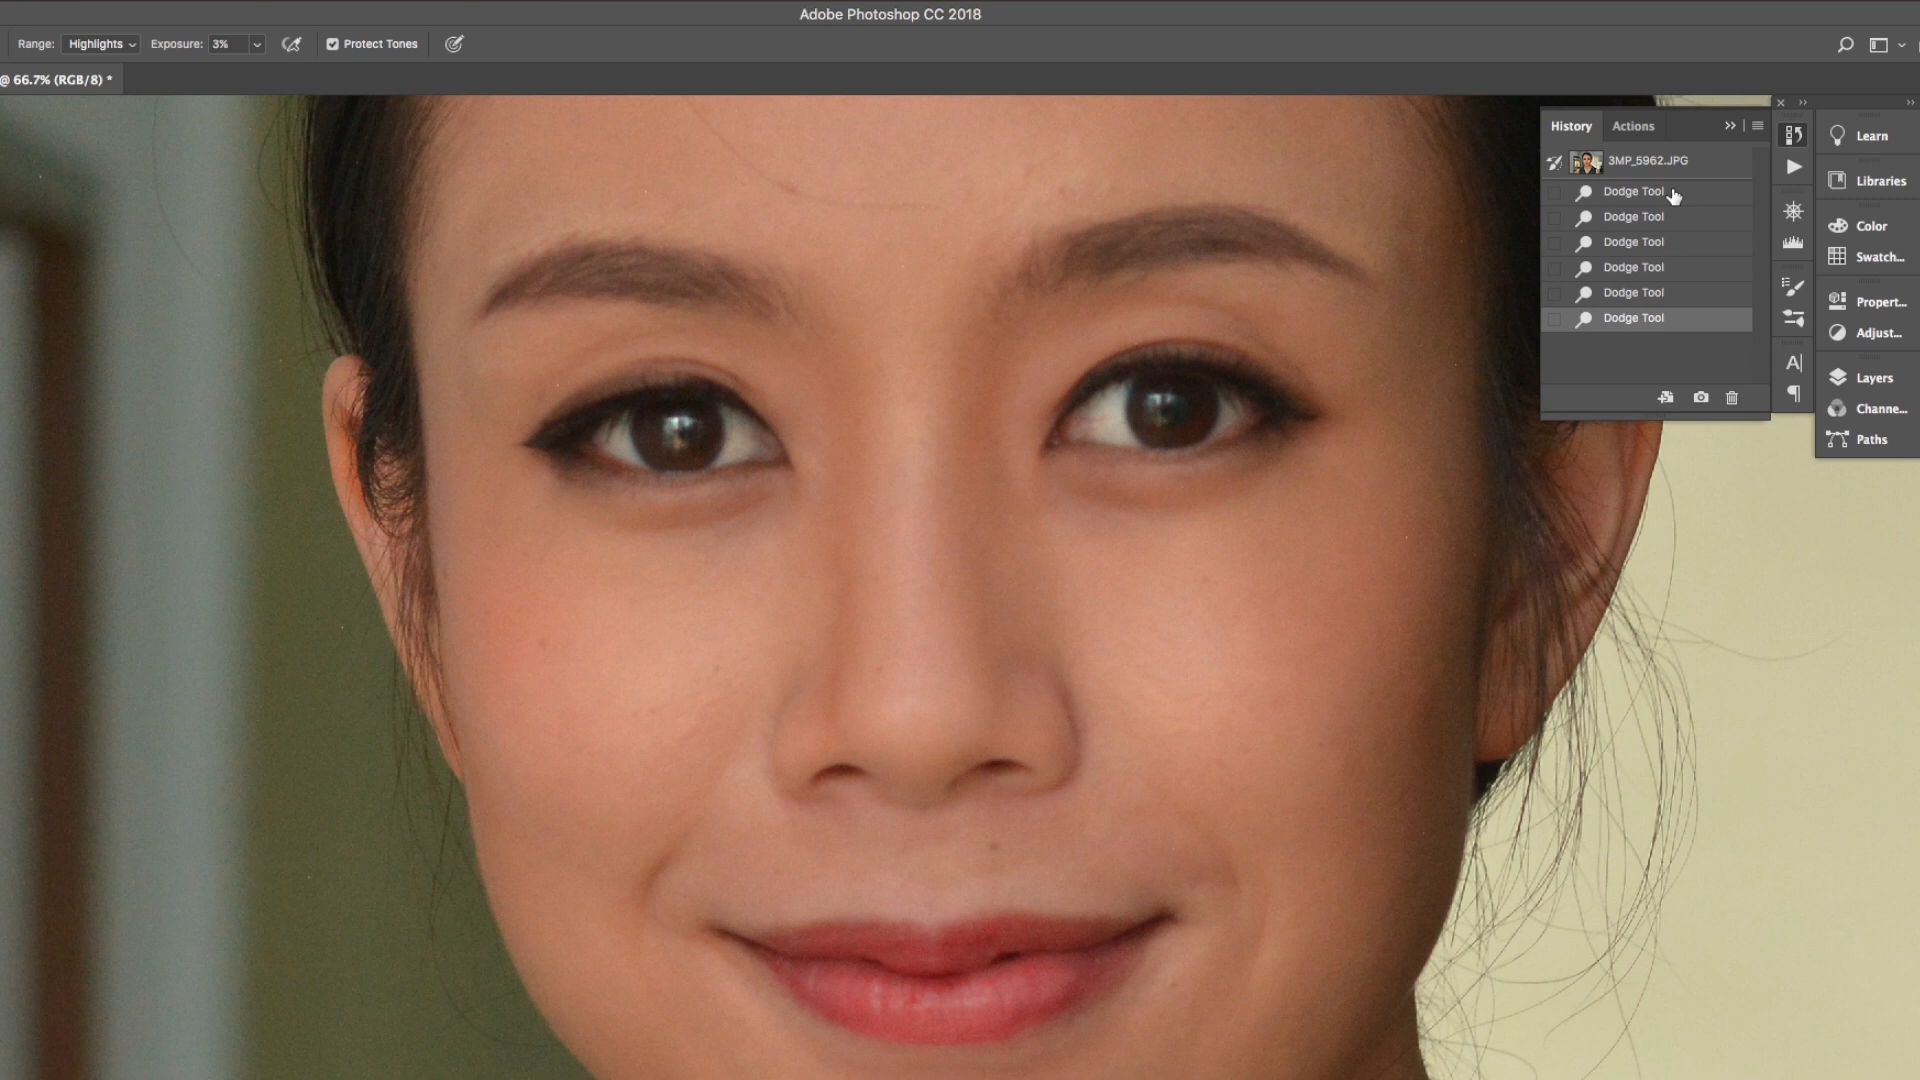 Adobe Photoshop CC 2018
Range: Highlights Exposure: 3% Protect Tones
@ 66.7% (RGB/8) *
History Actions
3MP_5962.JPG
Dodge Tool
Dodge Tool
Dodge Tool
Dodge Tool
Dodge Tool
Dodge Tool
Learn
Libraries
Color
Swatch...
Propert...
Adjust...
Layers
Channe...
Paths